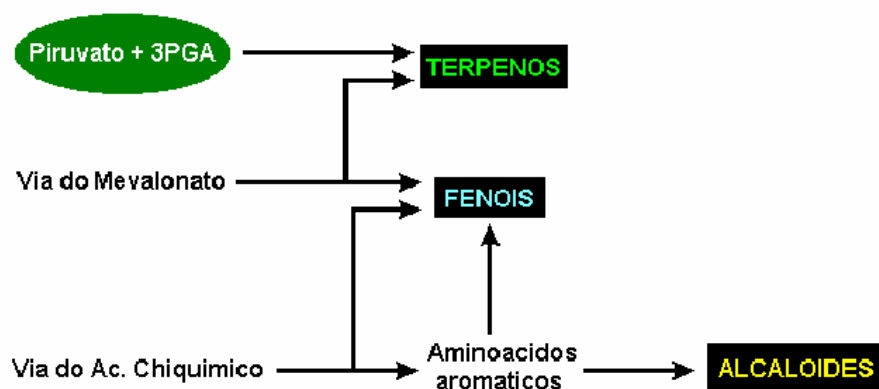 Piruvato + 3PGA
TERPENOS
Via do Mevalonato
FENOIS
Via do Ac. Chiquimico
Aminoacidos
aromaticos
ALCALOIDES